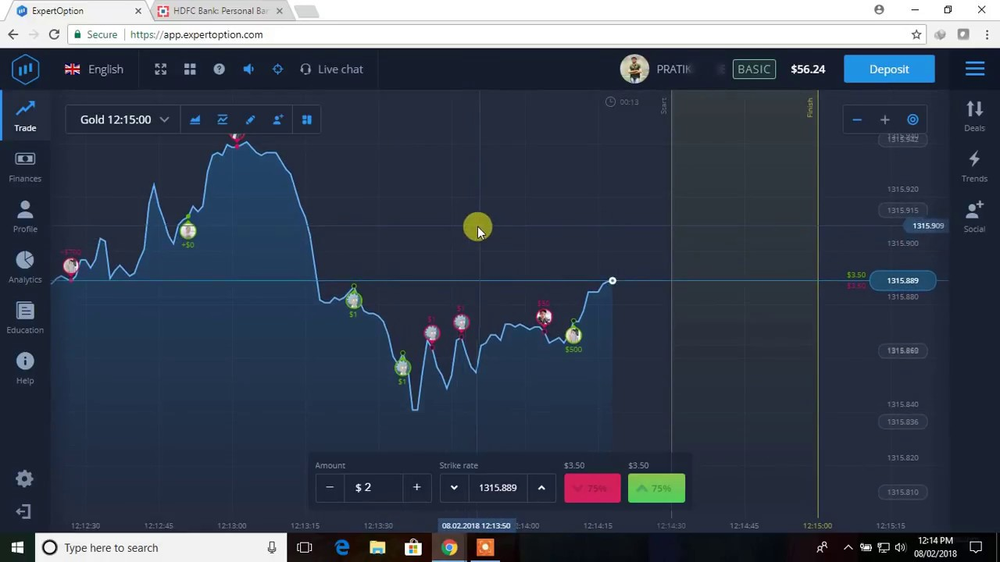 ExpertOption
HDFC Bank: Personal Ban
Secure
https://app.expertoption.com
English
Live chat
PRATIK
BASIC
$56.24
Deposit
Trade
Finances
Profile
Analytics
Education
Help
Gold 12:15:00
00:13
Start
Finish
Deals
Trends
Social
+$0
$1
$1
$1
$1
$500
1315.942
1315.920
1315.915
1315.909
1315.900
$3.50
$3.50
1315.889
1315.880
1315.840
1315.836
1315.820
1315.810
Amount
$ 2
Strike rate
1315.889
$3.50
75%
$3.50
75%
12:12:30
12:12:45
12:13:00
12:13:15
12:13:30
08.02.2018 12:13:50
12:14:00
12:14:15
12:14:30
12:14:45
12:15:00
12:15:15
Type here to search
12:14 PM
08/02/2018